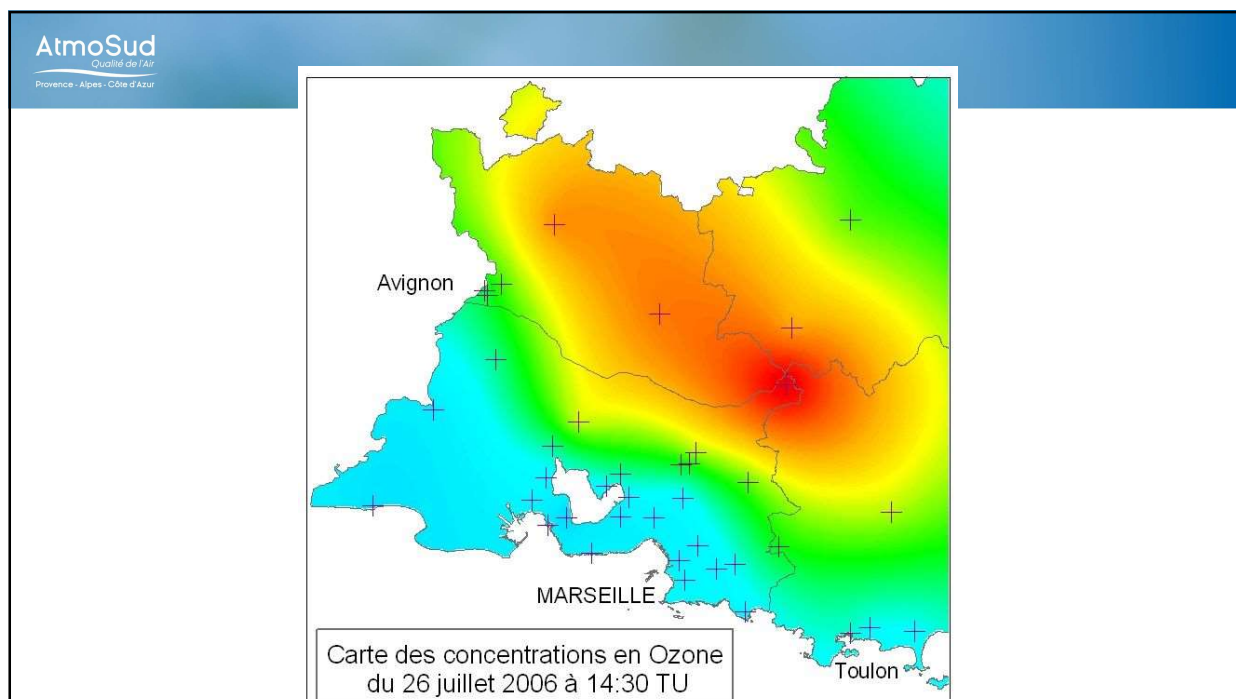 AtmoSud
Qualité de l'Air
Provence - Alpes - Côte d'Azur
Avignon
MARSEILLE
Toulon
Carte des concentrations en Ozone
du 26 juillet 2006 à 14:30 TU